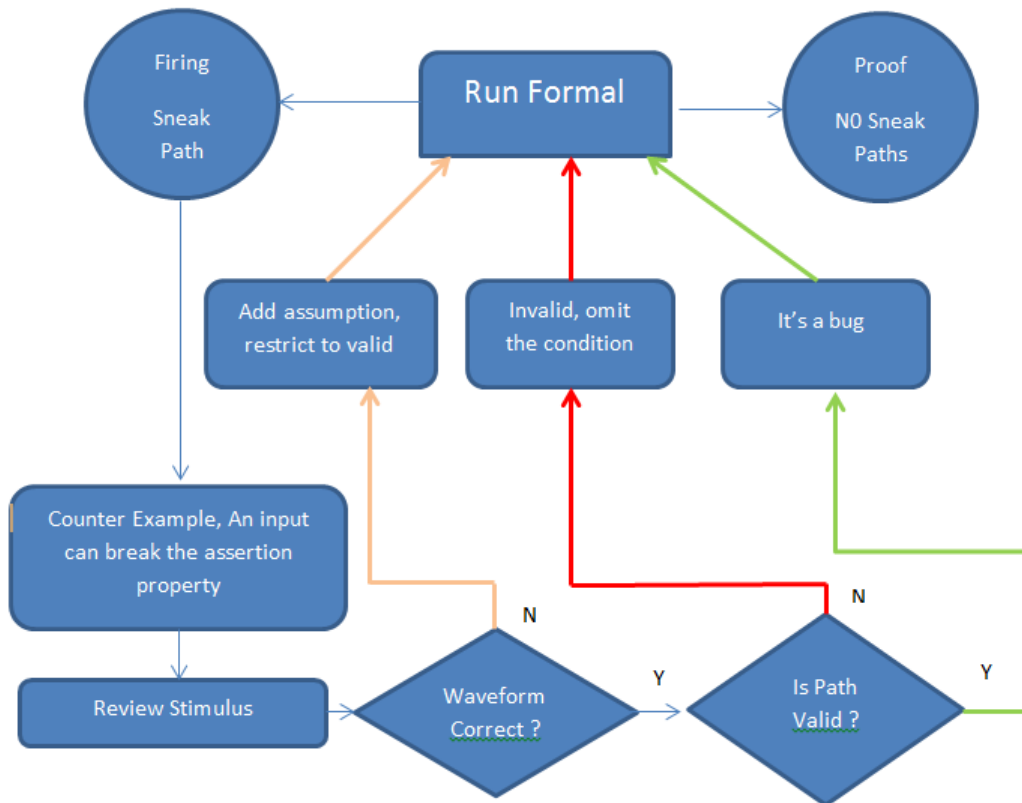 Firing
Sneak
Path
Run Formal
Proof
N0 Sneak
Paths
Add assumption,
restrict to valid
Invalid, omit
the condition
It's a bug
Counter Example, An input
can break the assertion
property
N
N
Review Stimulus
Waveform
Correct ?
Y
Is Path
Valid ?
Y